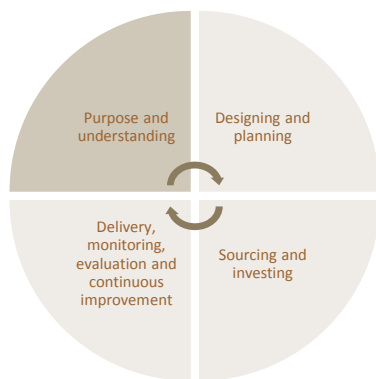 Purpose and
understanding
Designing and
planning
Delivery,
monitoring,
evaluation and
continuous
improvement
Sourcing and
investing